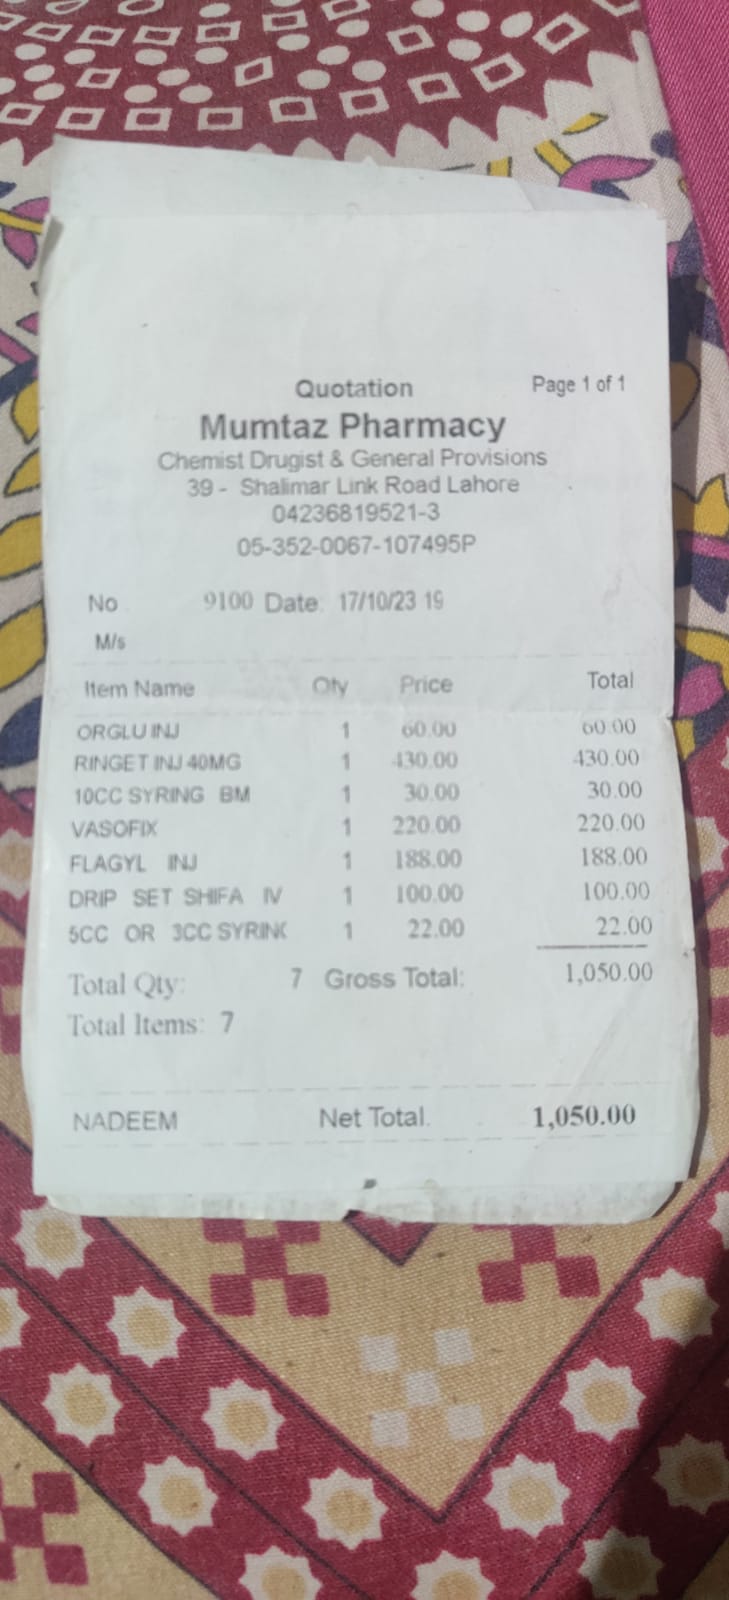 Quotation Page 1 of 1
Mumtaz Pharmacy
Chemist Drugist & General Provisions
39 - Shalimar Link Road Lahore
04236819521-3
05-352-0067-107495P
No 9100 Date: 17/10/23 19
M/s
Item Name Qty Price Total
ORGLU INJ 1 60.00 60.00
RINGET INJ 40MG 1 430.00 430.00
10CC SYRING BM 1 30.00 30.00
VASOFIX 1 220.00 220.00
FLAGYL INJ 1 188.00 188.00
DRIP SET SHIFA IV 1 100.00 100.00
5CC OR 3CC SYRING 1 22.00 22.00
Total Qty: 7 Gross Total: 1,050.00
Total Items: 7
NADEEM Net Total. 1,050.00